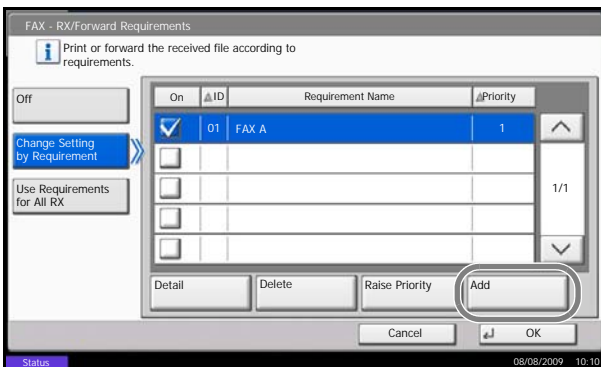 FAX - RX/Forward Requirements
Print or forward the received file according to
requirements.
Off
Change Setting
by Requirement
Use Requirements
for All RX
On ID Requirement Name Priority
01 FAX A 1
1/1
Detail Delete Raise Priority Add
Cancel OK
Status 08/08/2009 10:10